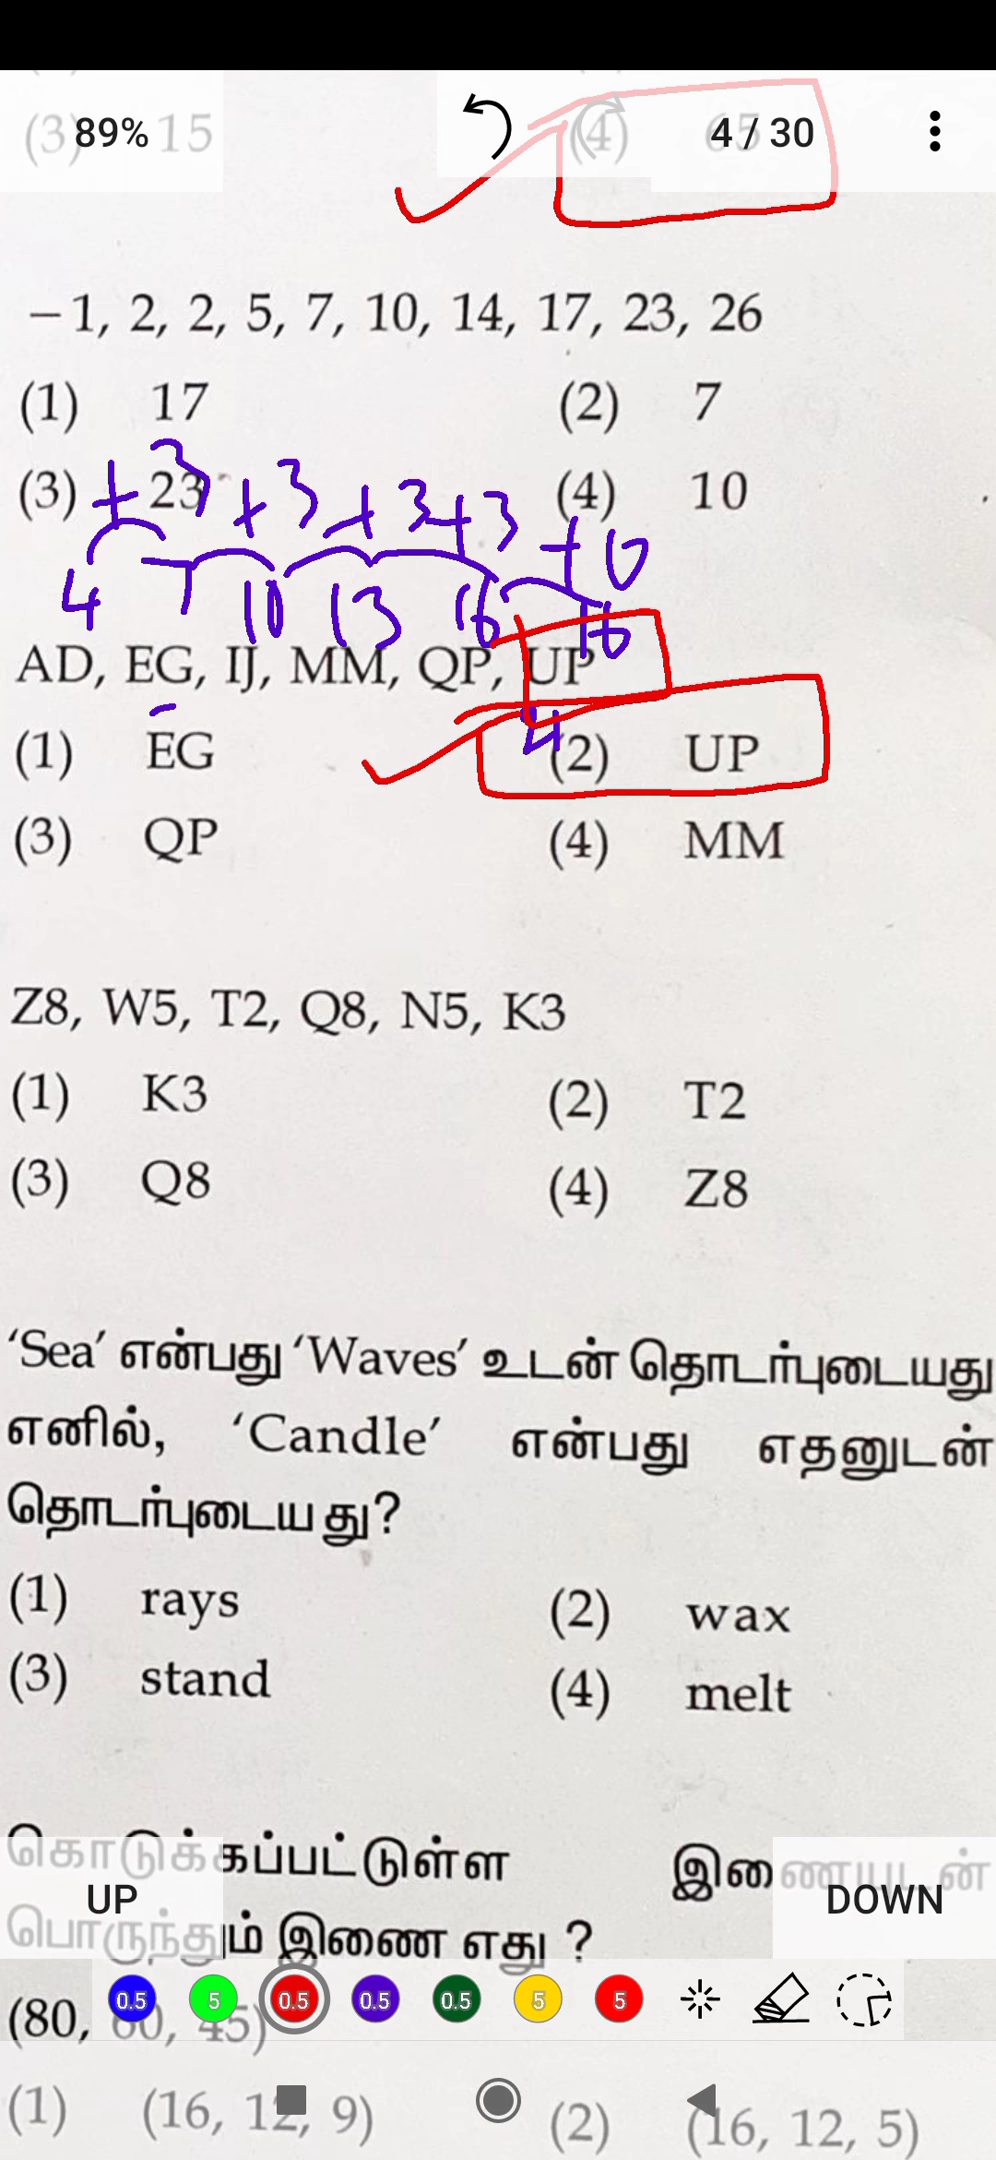 89%
4 / 30
(3) 15 (4) 65
–1, 2, 2, 5, 7, 10, 14, 17, 23, 26
(1) 17 (2) 7
(3) 23 (4) 10
+3 +3 +3 +3 +0
4 7 10 13 16 16
AD, EG, IJ, MM, QP, UP
4
(1) EG (2) UP
(3) QP (4) MM
Z8, W5, T2, Q8, N5, K3
(1) K3 (2) T2
(3) Q8 (4) Z8
‘Sea’ என்பது ‘Waves’ உடன் தொடர்புடையது
எனில், ‘Candle’ என்பது எதனுடன்
தொடர்புடையது?
(1) rays (2) wax
(3) stand (4) melt
கொடுக்கப்பட்டுள்ள இணையுடன்
UP DOWN
பொருந்தும் இணை எது ?
0.5 5 0.5 0.5 0.5 5 5
(80, 60, 45)
(1) (16, 12, 9) (2) (16, 12, 5)